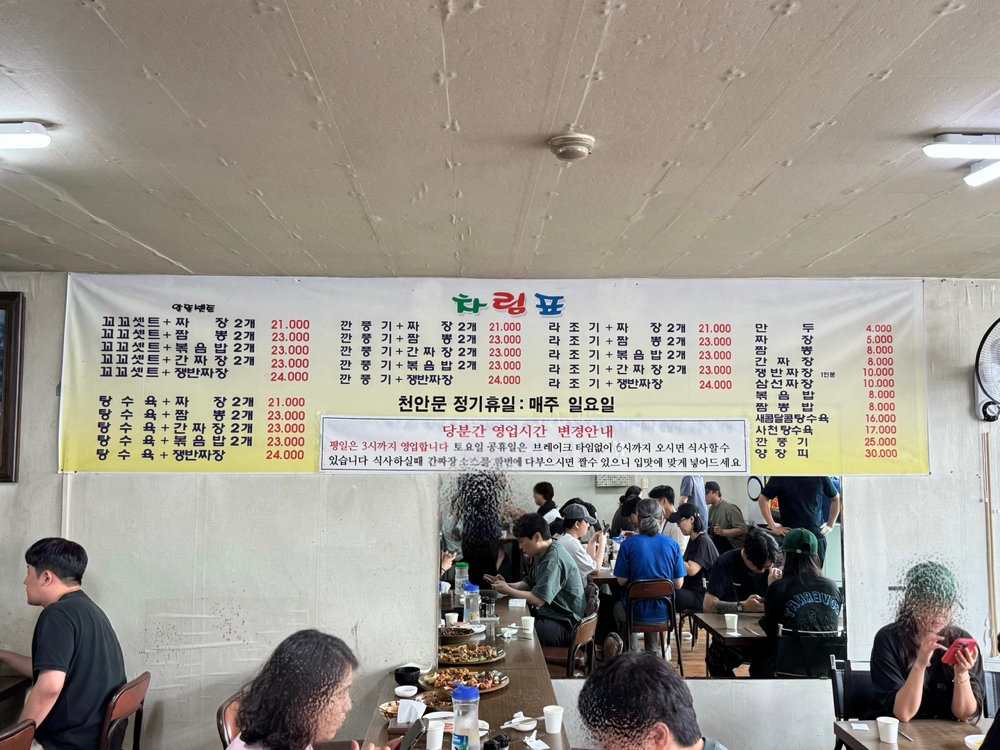 차림표
양동셋트
꼬꼬셋트+짜 장 2개 21.000
꼬꼬셋트+짬 뽕 2개 23.000
꼬꼬셋트+볶음밥 2개 23.000
꼬꼬셋트+간짜장 2개 23.000
꼬꼬셋트+쟁반짜장 24.000
탕 수 육+짜 장 2개 21.000
탕 수 육+짬 뽕 2개 23.000
탕 수 육+간짜장 2개 23.000
탕 수 육+볶음밥 2개 23.000
탕 수 육+쟁반짜장 24.000
깐 풍 기+짜 장 2개 21.000
깐 풍 기+짬 뽕 2개 23.000
깐 풍 기+간짜장 2개 23.000
깐 풍 기+볶음밥 2개 23.000
깐 풍 기+쟁반짜장 24.000
라 조 기+짜 장 2개 21.000
라 조 기+짬 뽕 2개 23.000
라 조 기+볶음밥 2개 23.000
라 조 기+간짜장 2개 23.000
라 조 기+쟁반짜장 24.000
만 두 4.000
짜 장 5.000
짬 뽕 8.000
간 짜 장 8.000
쟁반짜장 1인분 10.000
삼선짜장 10.000
볶 음 밥 8.000
짬 뽕 밥 8.000
새콤달콤탕수육 16.000
사천탕수육 17.000
깐 풍 기 25.000
양 장 피 30.000
천안문 정기휴일 : 매주 일요일
당분간 영업시간 변경안내
평일은 3시까지 영업합니다 토요일 공휴일은 브레이크 타임없이 6시까지 오시면 식사할수
있습니다 식사하실때 간짜장 소스를 한번에 다부으시면 짤수 있으니 입맛에 맞게 넣어드세요